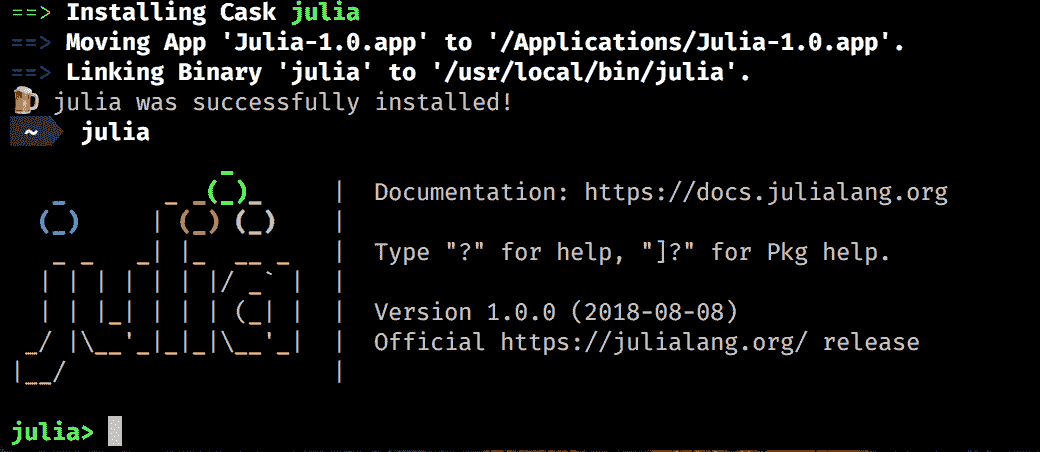 ==> Installing Cask julia
==> Moving App 'Julia-1.0.app' to '/Applications/Julia-1.0.app'.
==> Linking Binary 'julia' to '/usr/local/bin/julia'.
🍺 julia was successfully installed!
~ julia
               _
   _       _ _(_)_     |  Documentation: https://docs.julialang.org
  (_)     | (_) (_)    |
   _ _   _| |_  __ _   |  Type "?" for help, "]?" for Pkg help.
  | | | | | | |/ _` |  |
  | | |_| | | | (_| |  |  Version 1.0.0 (2018-08-08)
 _/ |\__'_|_|_|\__'_|  |  Official https://julialang.org/ release
|__/                   |
julia>